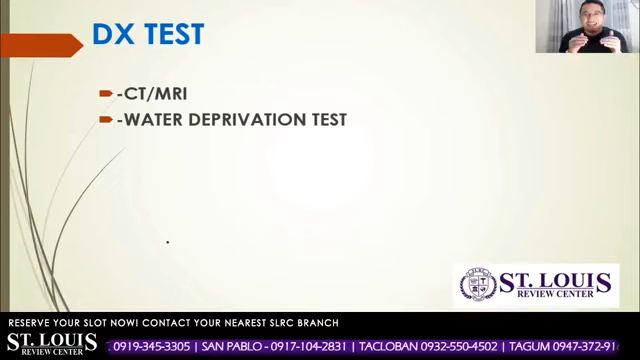 DX TEST
-CT/MRI
-WATER DEPRIVATION TEST
ST. LOUIS
REVIEW CENTER
RESERVE YOUR SLOT NOW! CONTACT YOUR NEAREST SLRC BRANCH
ST. LOUIS
REVIEW CENTER
0919-345-3305 | SAN PABLO - 0917-104-2831 | TACLOBAN 0932-550-4502 | TAGUM 0947-372-91